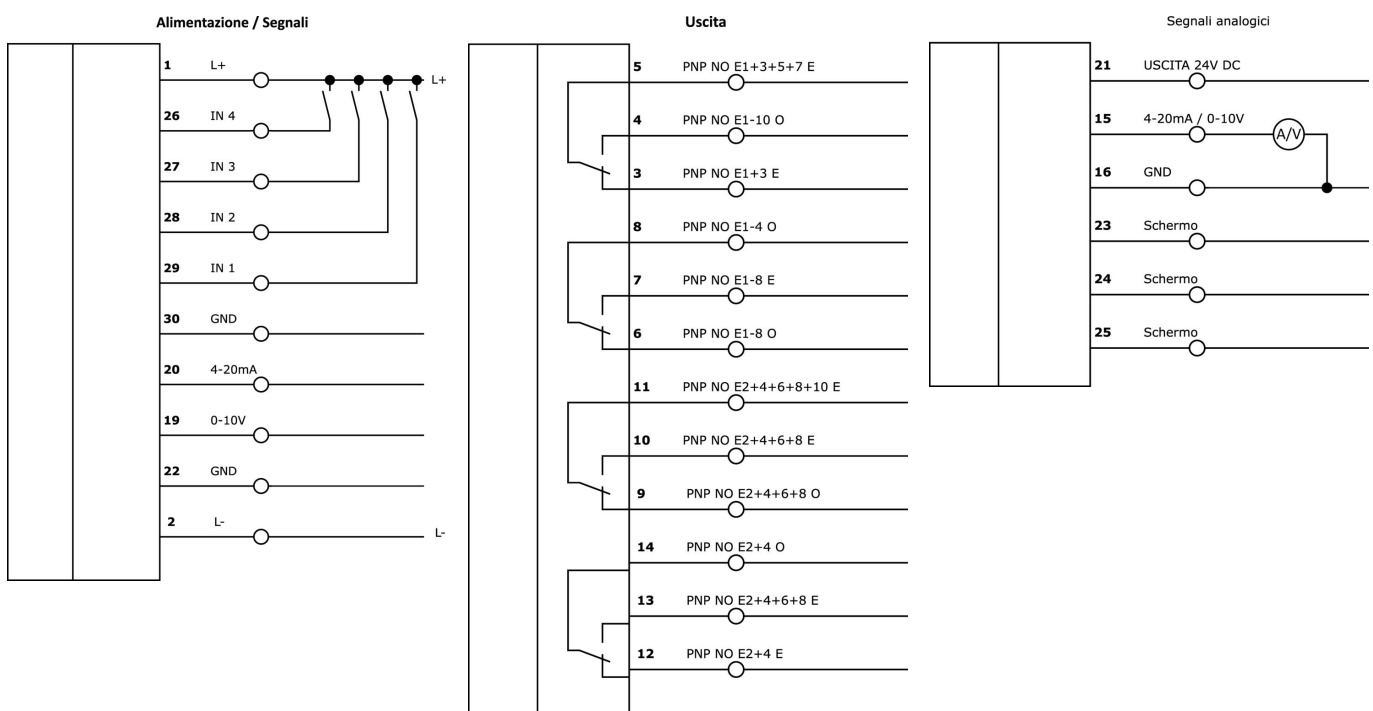 Alimentazione / Segnali
1 L+
L+
26 IN 4
27 IN 3
28 IN 2
29 IN 1
30 GND
20 4-20mA
19 0-10V
22 GND
2 L-
L-
Uscita
5 PNP NO E1+3+5+7 E
4 PNP NO E1-10 O
3 PNP NO E1+3 E
8 PNP NO E1-4 O
7 PNP NO E1-8 E
6 PNP NO E1-8 O
11 PNP NO E2+4+6+8+10 E
10 PNP NO E2+4+6+8 E
9 PNP NO E2+4+6+8 O
14 PNP NO E2+4 O
13 PNP NO E2+4+6+8 E
12 PNP NO E2+4 E
Segnali analogici
21 USCITA 24V DC
15 4-20mA / 0-10V
A/V
16 GND
23 Schermo
24 Schermo
25 Schermo